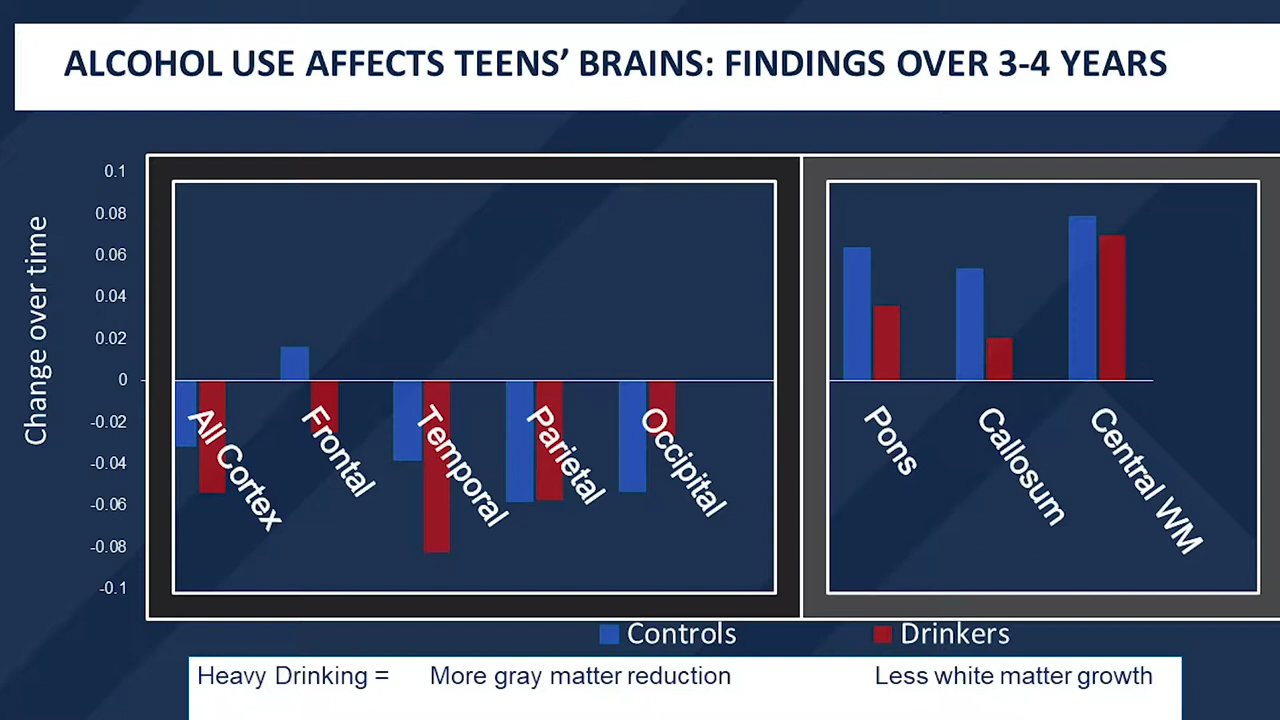 ALCOHOL USE AFFECTS TEENS’ BRAINS: FINDINGS OVER 3-4 YEARS
Change over time
0.1
0.08
0.06
0.04
0.02
0
-0.02
-0.04
-0.06
-0.08
-0.1
All Cortex
Frontal
Temporal
Parietal
Occipital
Pons
Callosum
Central WM
Controls
Drinkers
Heavy Drinking = More gray matter reduction Less white matter growth